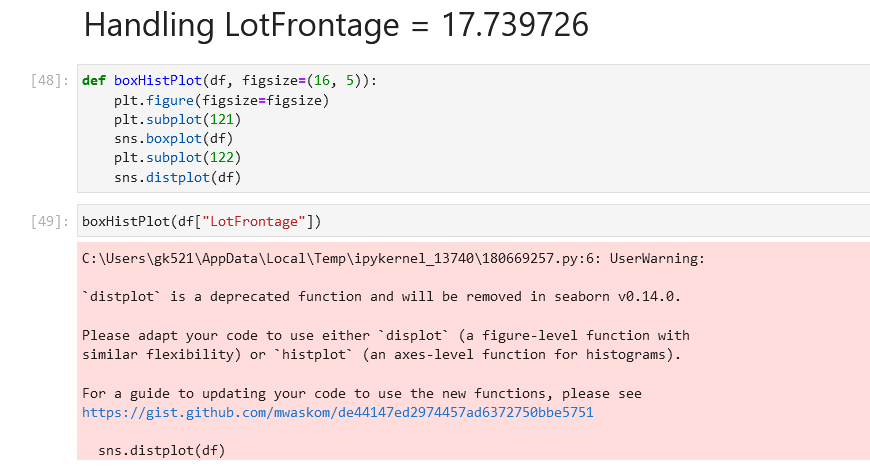 Handling LotFrontage = 17.739726
[48]: def boxHistPlot(df, figsize=(16, 5)):
plt.figure(figsize=figsize)
plt.subplot(121)
sns.boxplot(df)
plt.subplot(122)
sns.distplot(df)
[49]: boxHistPlot(df["LotFrontage"])
C:\Users\gk521\AppData\Local\Temp\ipykernel_13740\180669257.py:6: UserWarning:
`distplot` is a deprecated function and will be removed in seaborn v0.14.0.
Please adapt your code to use either `displot` (a figure-level function with
similar flexibility) or `histplot` (an axes-level function for histograms).
For a guide to updating your code to use the new functions, please see
https://gist.github.com/mwaskom/de44147ed2974457ad6372750bbe5751
sns.distplot(df)